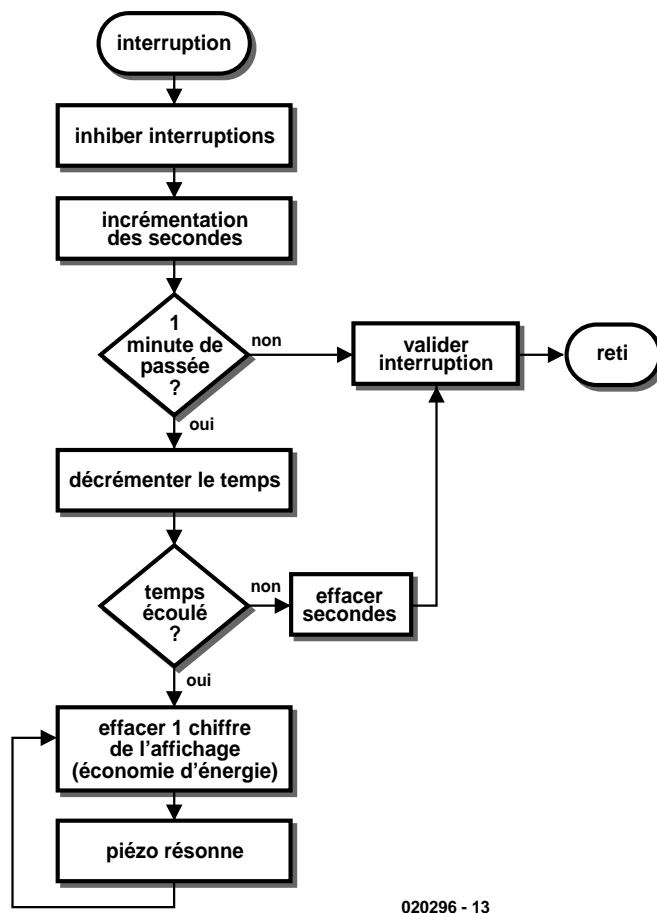 interruption
inhiber interruptions
incrémentation
des secondes
1
minute de
passée
?
non
valider
interruption
reti
oui
décrémenter le temps
temps
écoulé
?
non
effacer
secondes
oui
effacer 1 chiffre
de l'affichage
(économie d'énergie)
piézo résonne
020296 - 13